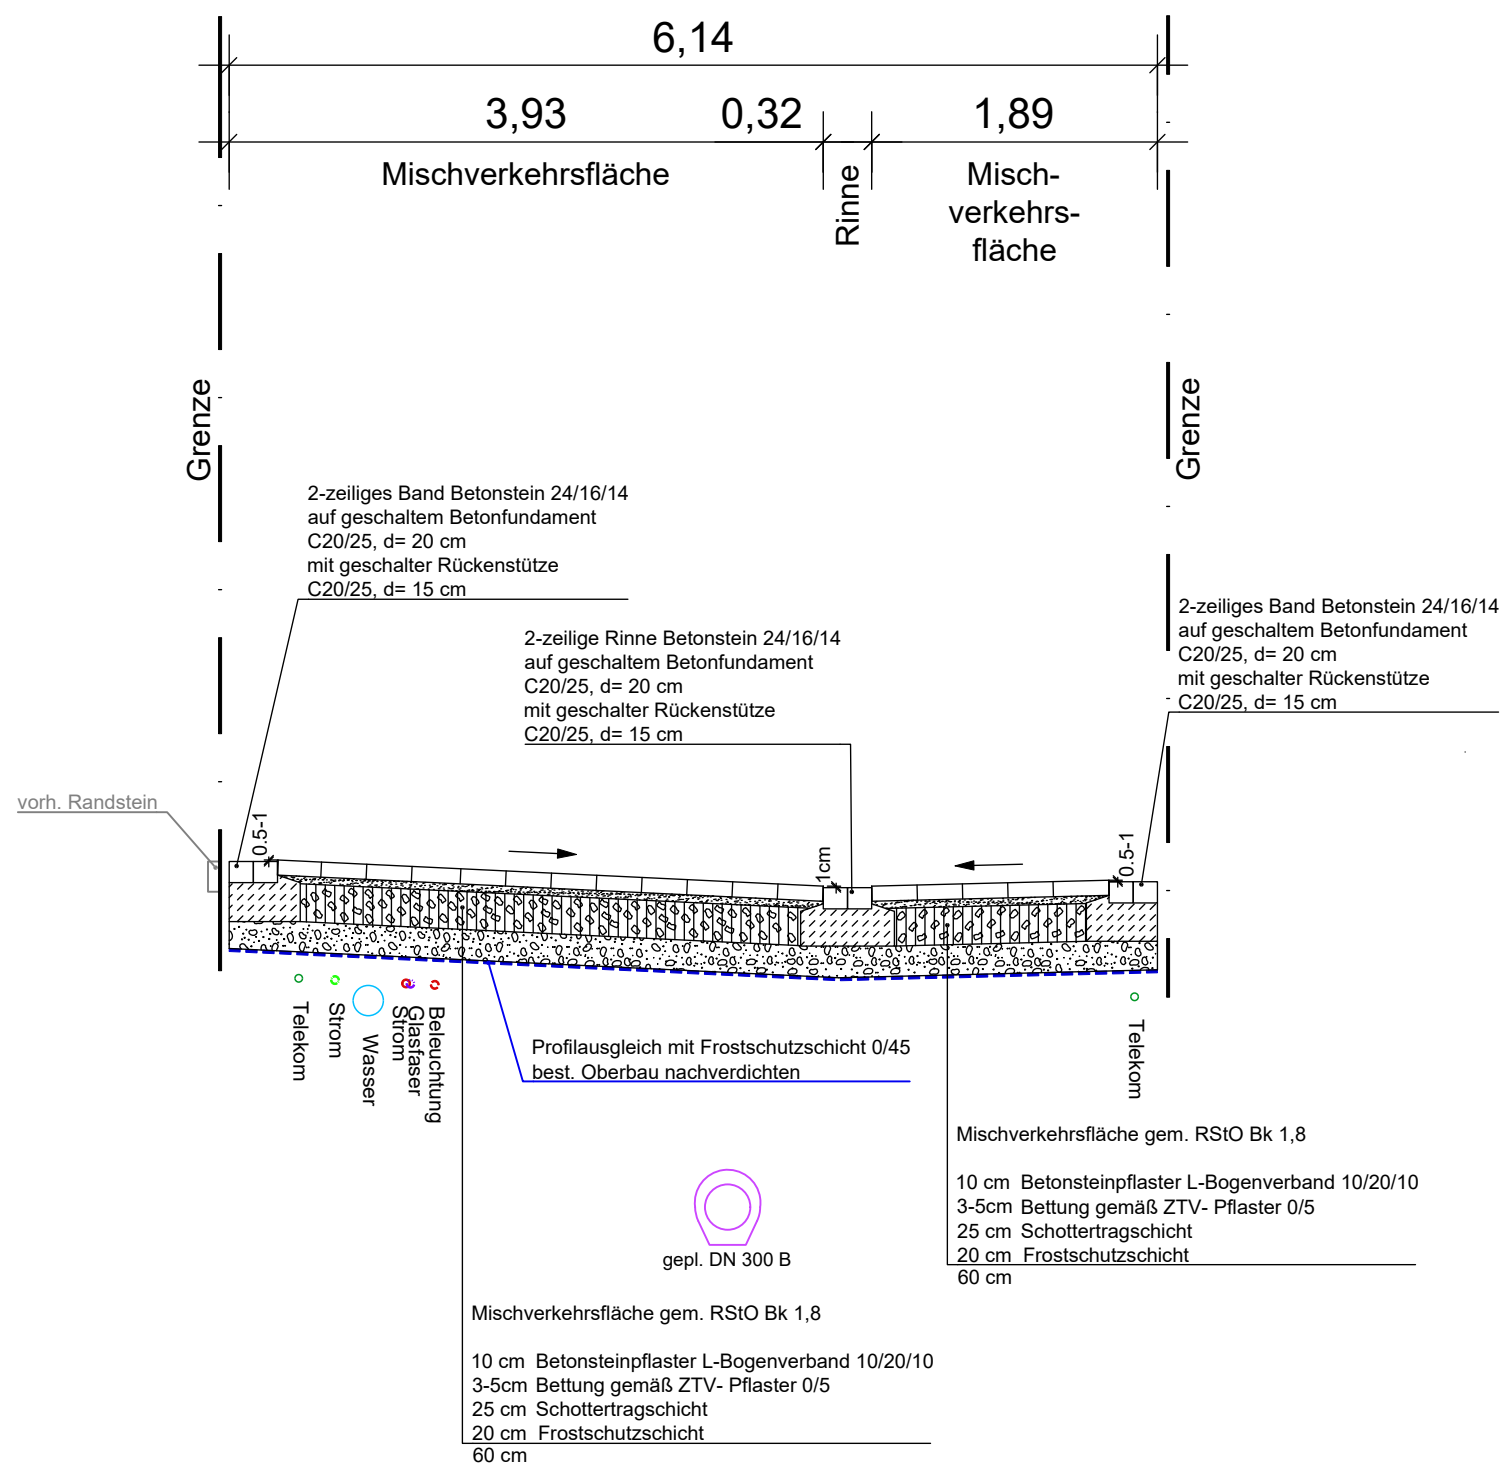 6,14
3,93
0,32
1,89
Mischverkehrsfläche
Rinne
Misch-
verkehrs-
fläche
Grenze
Grenze
2-zeiliges Band Betonstein 24/16/14
auf geschaltem Betonfundament
C20/25, d= 20 cm
mit geschalter Rückenstütze
C20/25, d= 15 cm
2-zeilige Rinne Betonstein 24/16/14
auf geschaltem Betonfundament
C20/25, d= 20 cm
mit geschalter Rückenstütze
C20/25, d= 15 cm
2-zeiliges Band Betonstein 24/16/14
auf geschaltem Betonfundament
C20/25, d= 20 cm
mit geschalter Rückenstütze
C20/25, d= 15 cm
vorh. Randstein
0.5-1
1cm
0.5-1
Telekom
Strom
Wasser
Strom
Glasfaser
Beleuchtung
Telekom
Profilausgleich mit Frostschutzschicht 0/45
best. Oberbau nachverdichten
gepl. DN 300 B
Mischverkehrsfläche gem. RStO Bk 1,8
10 cm Betonsteinpflaster L-Bogenverband 10/20/10
3-5cm Bettung gemäß ZTV- Pflaster 0/5
25 cm Schottertragschicht
20 cm Frostschutzschicht
60 cm
Mischverkehrsfläche gem. RStO Bk 1,8
10 cm Betonsteinpflaster L-Bogenverband 10/20/10
3-5cm Bettung gemäß ZTV- Pflaster 0/5
25 cm Schottertragschicht
20 cm Frostschutzschicht
60 cm